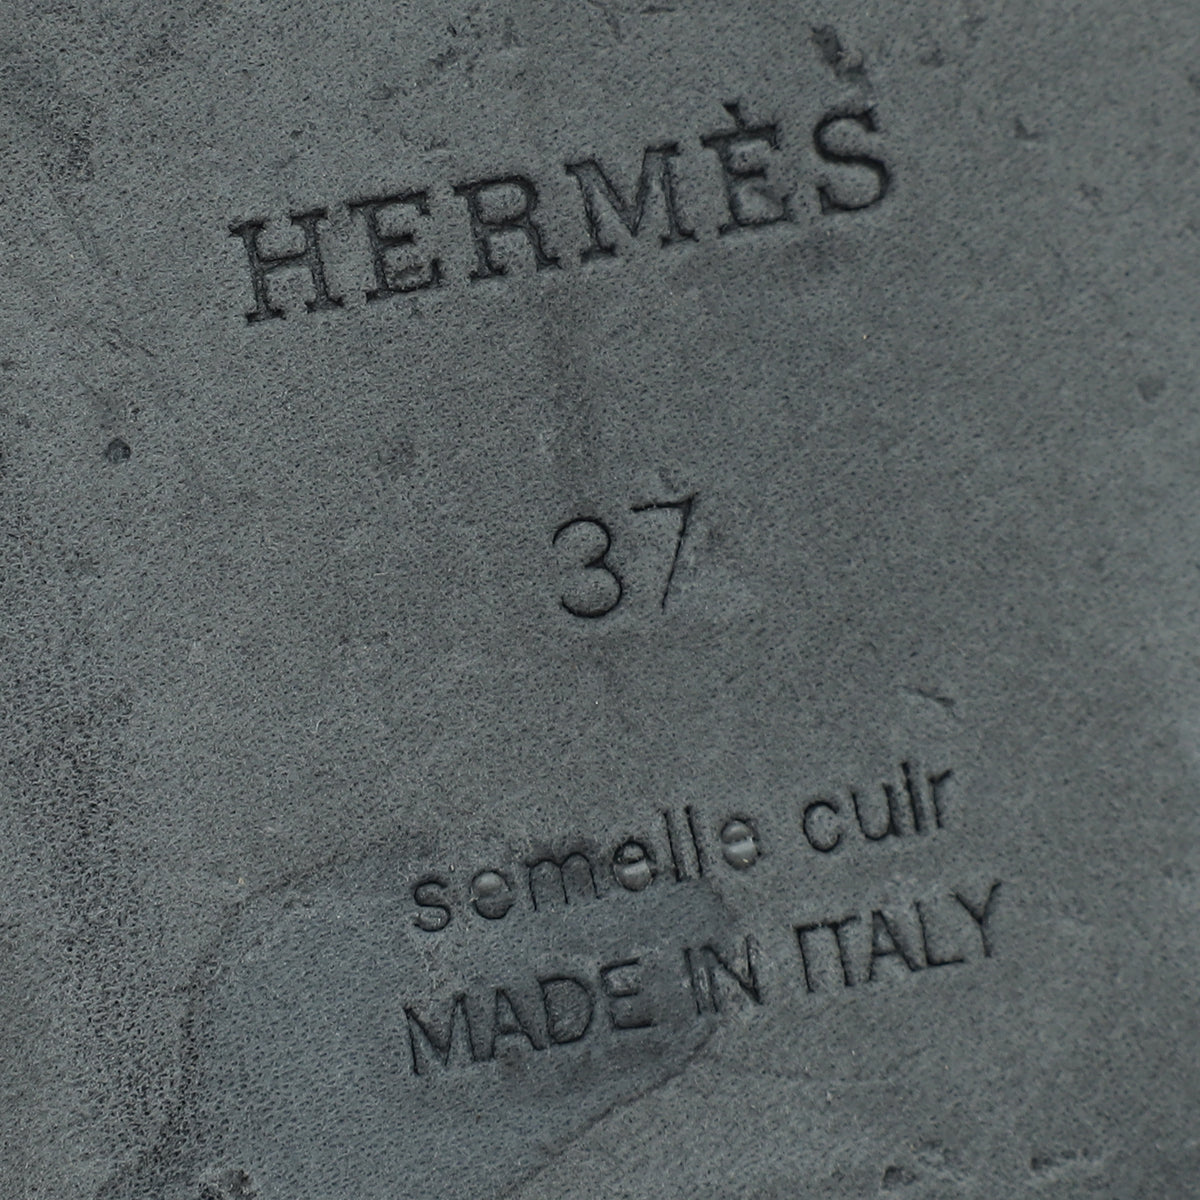 HERMÈS
37
semelle cuir
MADE IN ITALY